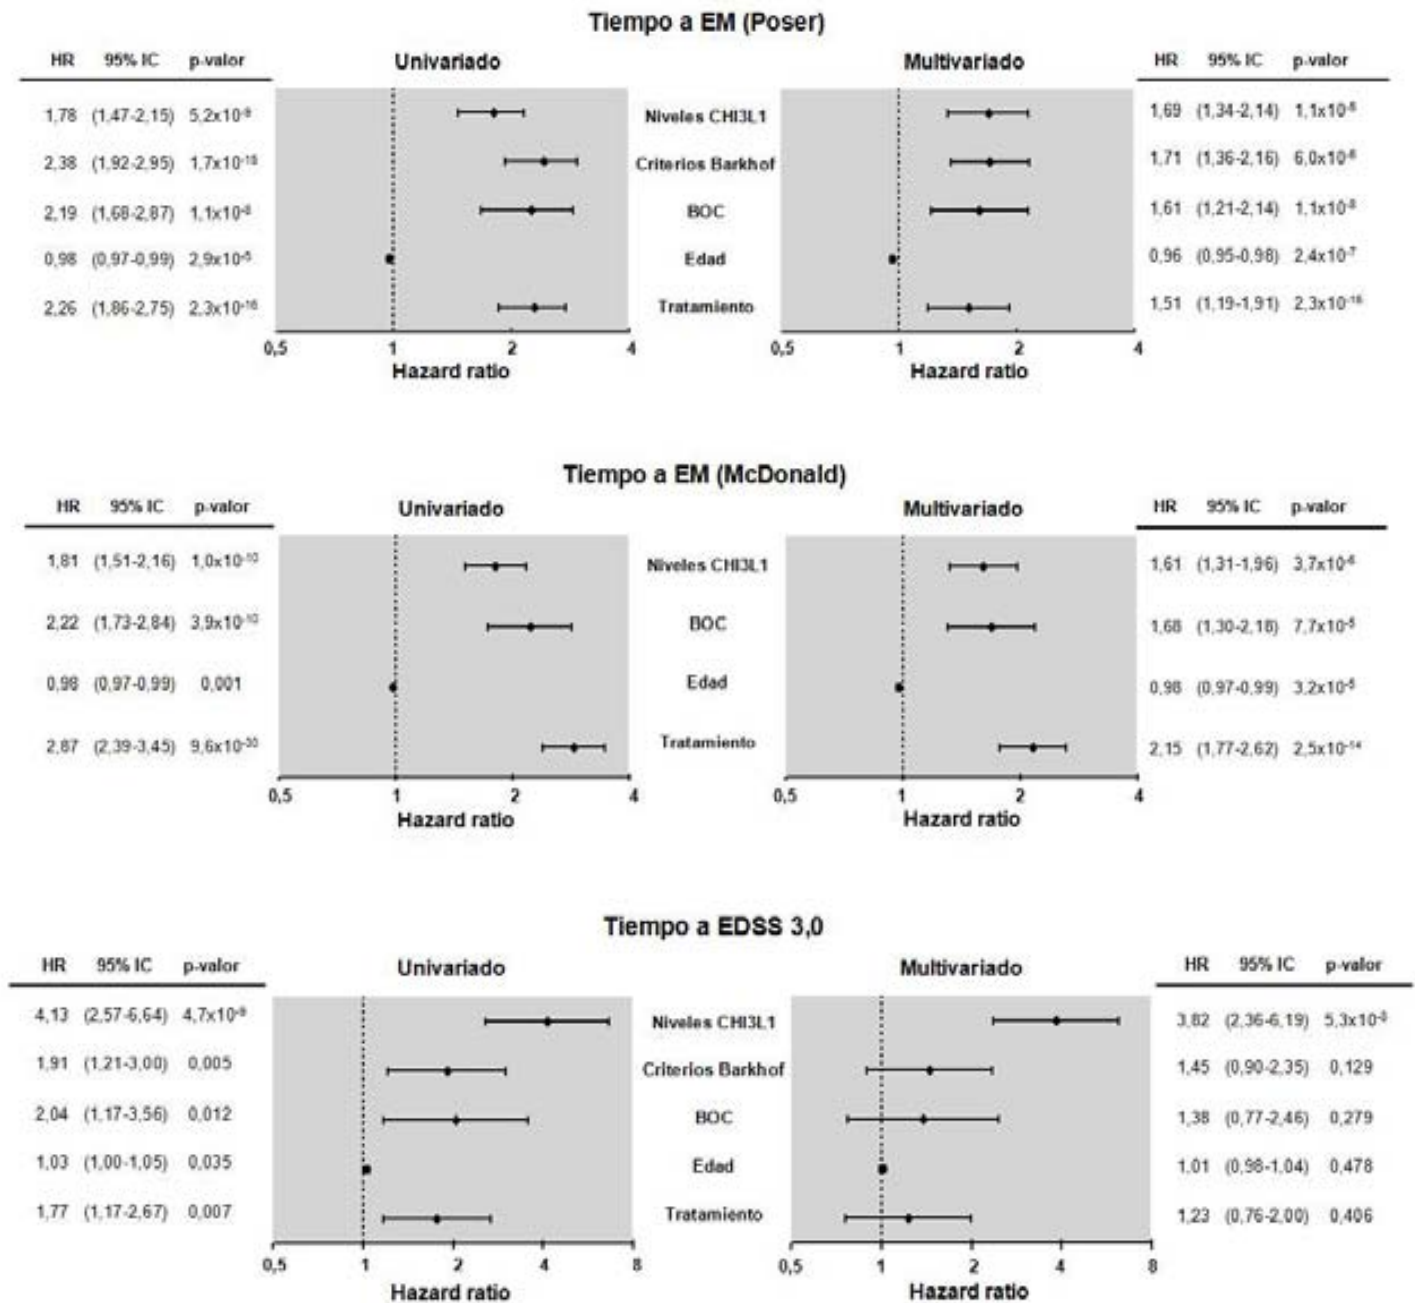 Tiempo a EM (Poser)
HR 95% IC p-valor Univariado Multivariado HR 95% IC p-valor
1,78 (1,47-2,15) 5,2x10⁻⁹ Niveles CHI3L1 1,69 (1,34-2,14) 1,1x10⁻⁵
2,38 (1,92-2,95) 1,7x10⁻¹⁵ Criterios Barkhof 1,71 (1,36-2,16) 6,0x10⁻⁶
2,19 (1,68-2,87) 1,1x10⁻⁸ BOC 1,61 (1,21-2,14) 1,1x10⁻⁸
0,98 (0,97-0,99) 2,9x10⁻⁵ Edad 0,96 (0,95-0,98) 2,4x10⁻⁷
2,26 (1,86-2,75) 2,3x10⁻¹⁶ Tratamiento 1,51 (1,19-1,91) 2,3x10⁻¹⁶
0,5 1 2 4 0,5 1 2 4
Hazard ratio Hazard ratio
Tiempo a EM (McDonald)
HR 95% IC p-valor Univariado Multivariado HR 95% IC p-valor
1,81 (1,51-2,16) 1,0x10⁻¹⁰ Niveles CHI3L1 1,61 (1,31-1,96) 3,7x10⁻⁶
2,22 (1,73-2,84) 3,9x10⁻¹⁰ BOC 1,68 (1,30-2,18) 7,7x10⁻⁵
0,98 (0,97-0,99) 0,001 Edad 0,98 (0,97-0,99) 3,2x10⁻⁵
2,87 (2,39-3,45) 9,6x10⁻³⁰ Tratamiento 2,15 (1,77-2,62) 2,5x10⁻¹⁴
0,5 1 2 4 0,5 1 2 4
Hazard ratio Hazard ratio
Tiempo a EDSS 3,0
HR 95% IC p-valor Univariado Multivariado HR 95% IC p-valor
4,13 (2,57-6,64) 4,7x10⁻⁹ Niveles CHI3L1 3,82 (2,36-6,19) 5,3x10⁻⁸
1,91 (1,21-3,00) 0,005 Criterios Barkhof 1,45 (0,90-2,35) 0,129
2,04 (1,17-3,56) 0,012 BOC 1,38 (0,77-2,46) 0,279
1,03 (1,00-1,05) 0,035 Edad 1,01 (0,98-1,04) 0,478
1,77 (1,17-2,67) 0,007 Tratamiento 1,23 (0,76-2,00) 0,406
0,5 1 2 4 8 0,5 1 2 4 8
Hazard ratio Hazard ratio